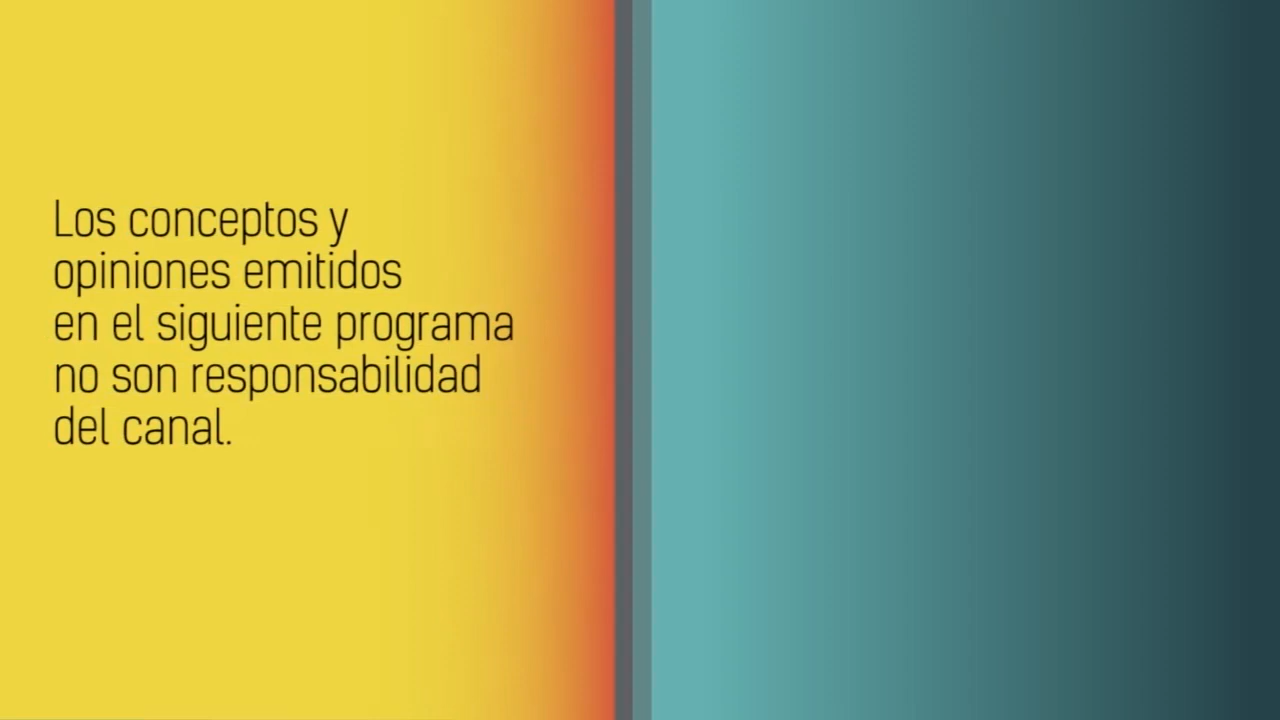 Los conceptos y
opiniones emitidos
en el siguiente programa
no son responsabilidad
del canal.